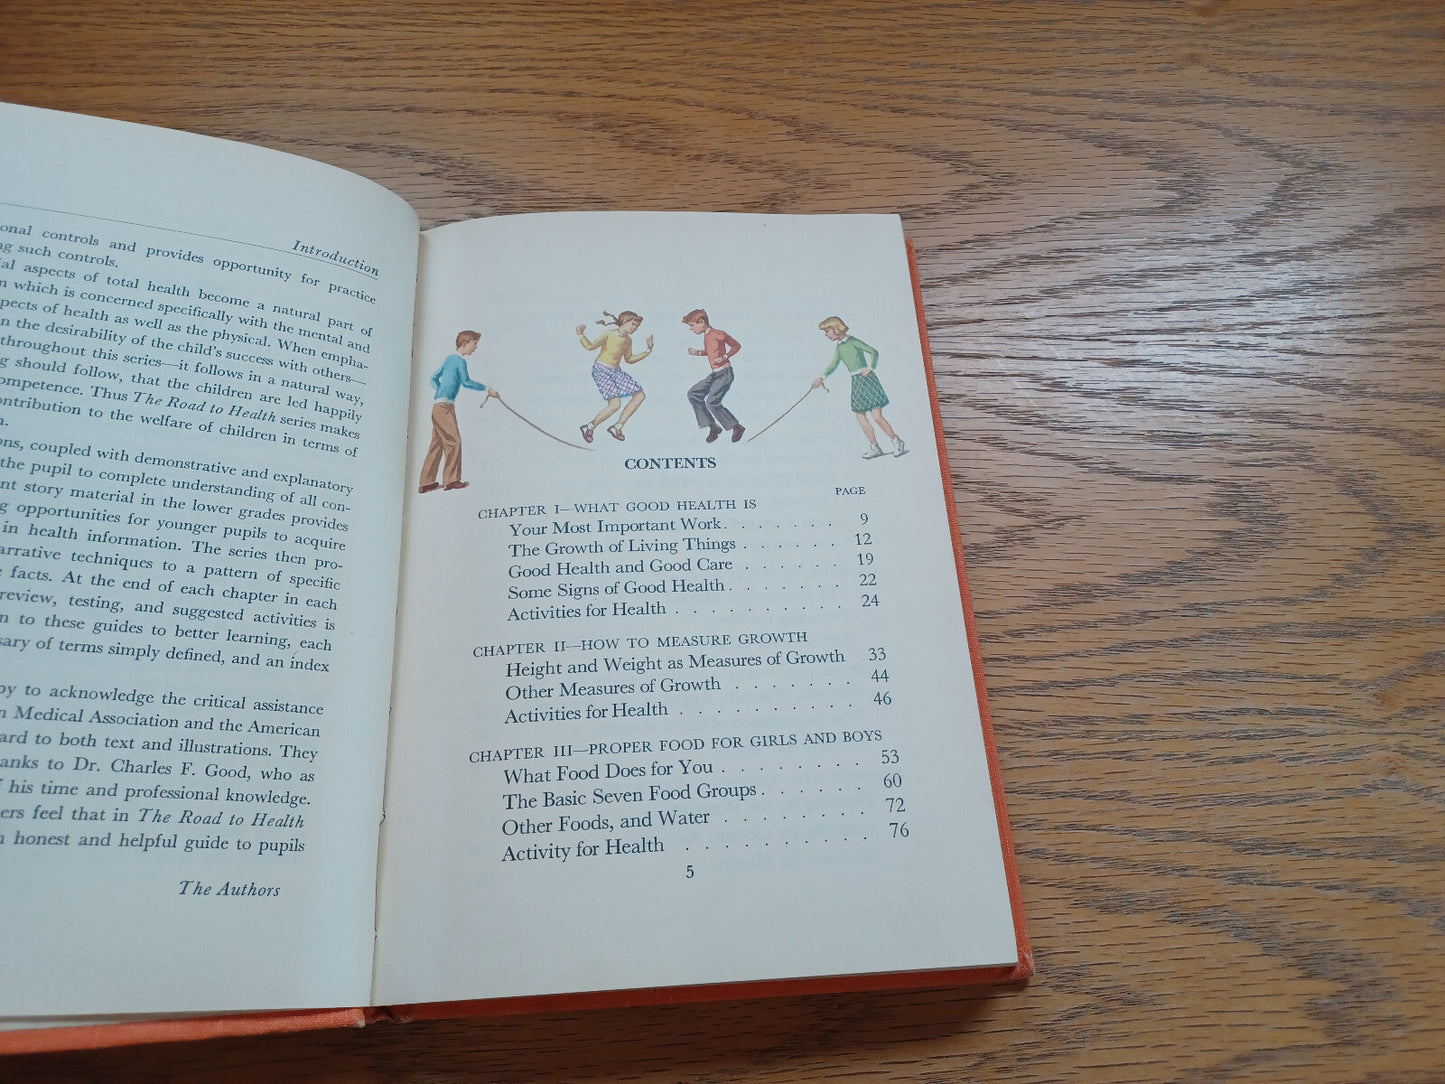 Introduction
onal controls and provides opportunity for practice
ng such controls.
ial aspects of total health become a natural part of
n which is concerned specifically with the mental and
pects of health as well as the physical. When empha-
n the desirability of the child's success with others—
throughout this series—it follows in a natural way,
g should follow, that the children are led happily
ompetence. Thus The Road to Health series makes
ontribution to the welfare of children in terms of
n.
ons, coupled with demonstrative and explanatory
the pupil to complete understanding of all con-
nt story material in the lower grades provides
g opportunities for younger pupils to acquire
in health information. The series then pro-
arrative techniques to a pattern of specific
e facts. At the end of each chapter in each
review, testing, and suggested activities is
n to these guides to better learning, each
sary of terms simply defined, and an index
py to acknowledge the critical assistance
n Medical Association and the American
ard to both text and illustrations. They
hanks to Dr. Charles F. Good, who as
f his time and professional knowledge.
ers feel that in The Road to Health
n honest and helpful guide to pupils
The Authors
CONTENTS
PAGE
CHAPTER I—WHAT GOOD HEALTH IS
Your Most Important Work . . . . . . . 9
The Growth of Living Things . . . . . . 12
Good Health and Good Care . . . . . . 19
Some Signs of Good Health . . . . . . . 22
Activities for Health . . . . . . . . . . 24
CHAPTER II—HOW TO MEASURE GROWTH
Height and Weight as Measures of Growth 33
Other Measures of Growth . . . . . . . 44
Activities for Health . . . . . . . . . . 46
CHAPTER III—PROPER FOOD FOR GIRLS AND BOYS
What Food Does for You . . . . . . . . 53
The Basic Seven Food Groups . . . . . . 60
Other Foods, and Water . . . . . . . . 72
Activity for Health . . . . . . . . . . 76
5